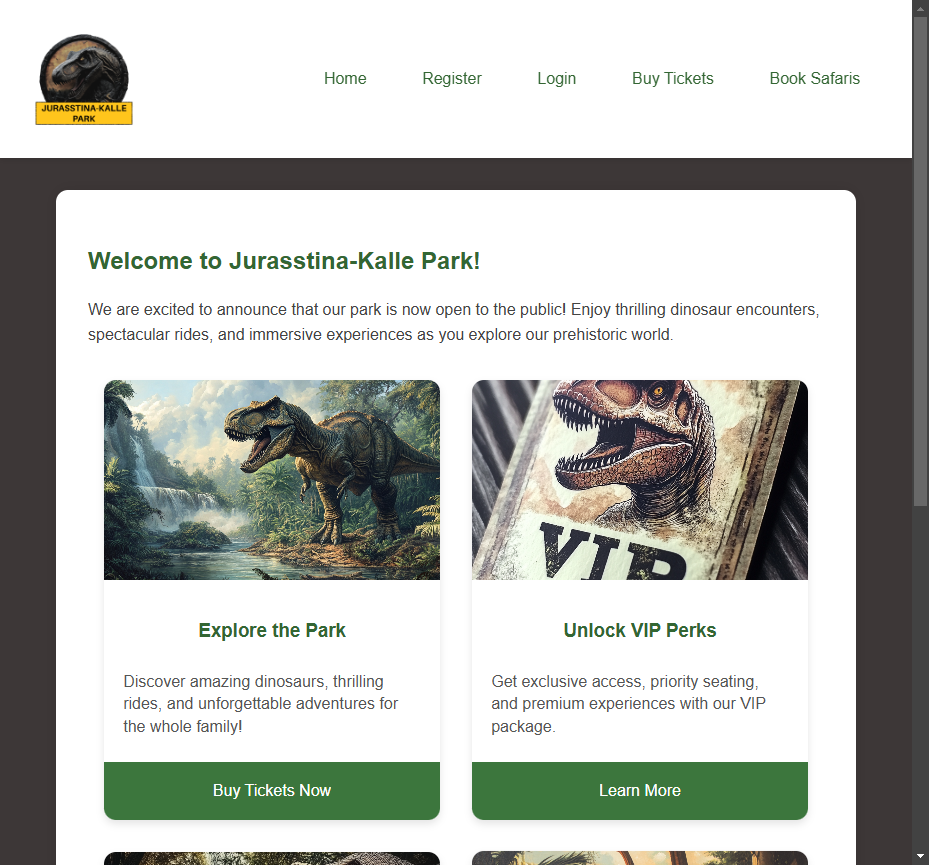 JURASSTINA-KALLE
PARK
Home
Register
Login
Buy Tickets
Book Safaris
Welcome to Jurasstina-Kalle Park!
We are excited to announce that our park is now open to the public! Enjoy thrilling dinosaur encounters,
spectacular rides, and immersive experiences as you explore our prehistoric world.
Explore the Park
Discover amazing dinosaurs, thrilling
rides, and unforgettable adventures for
the whole family!
Buy Tickets Now
VIP
Unlock VIP Perks
Get exclusive access, priority seating,
and premium experiences with our VIP
package.
Learn More